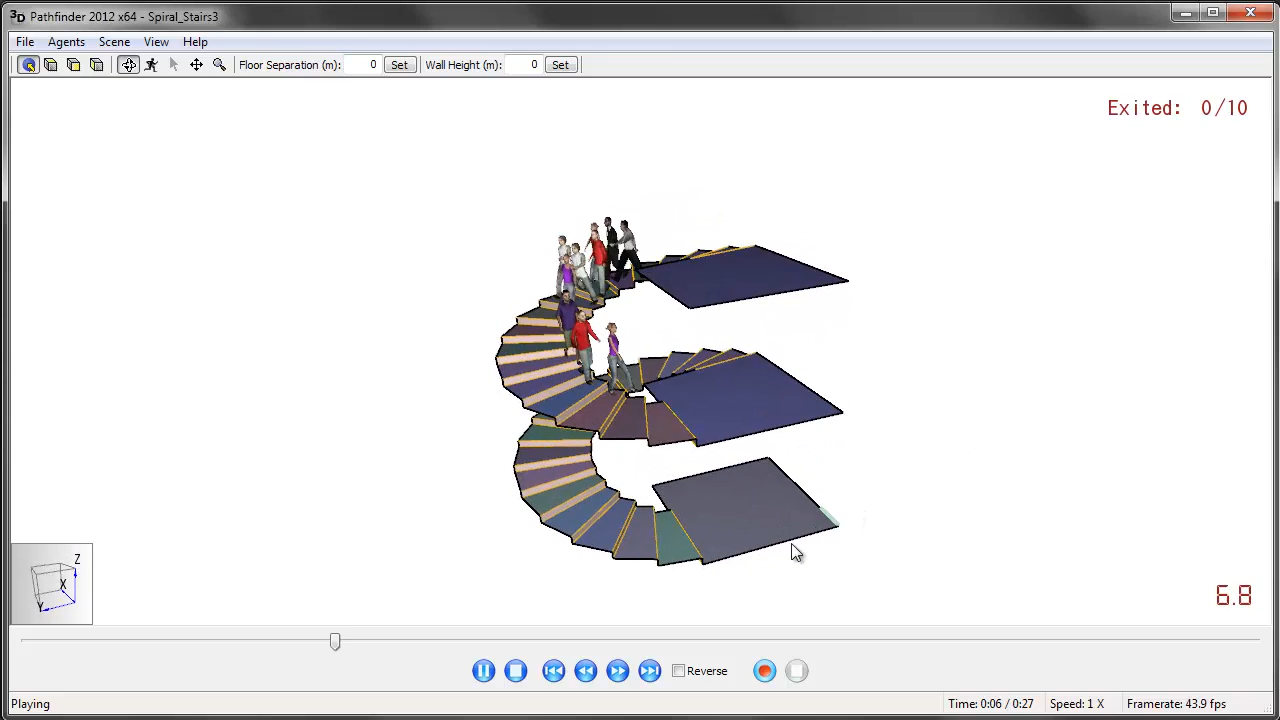 Pathfinder 2012 x64 - Spiral_Stairs3
File Agents Scene View Help
Floor Separation (m): 0 Set Wall Height (m): 0 Set
Exited: 0/10
Z
X
Y
6.8
Reverse
Playing Time: 0:06 / 0:27 Speed: 1 X Framerate: 43.9 fps